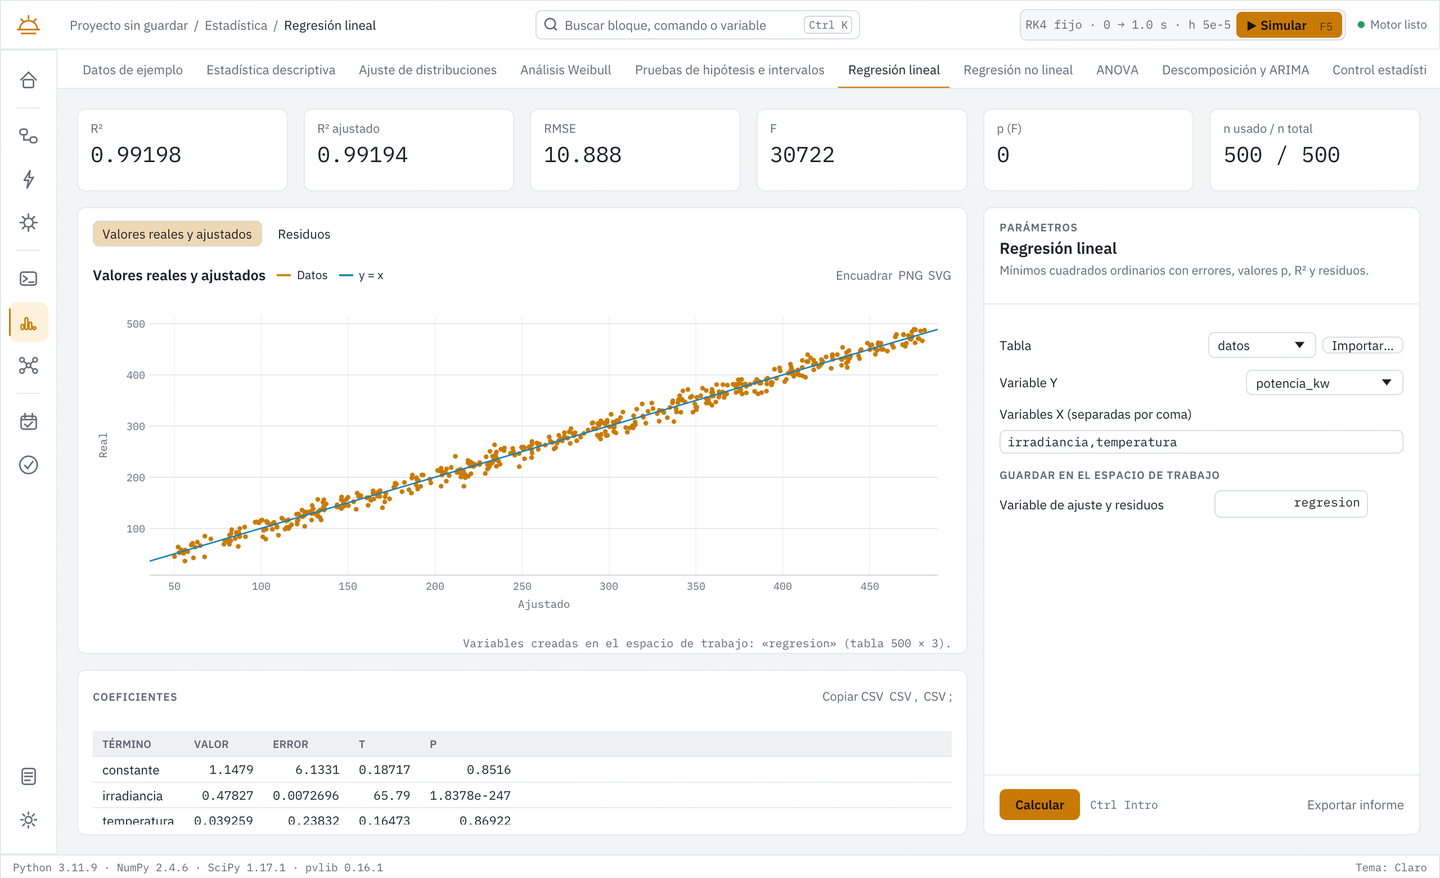 Proyecto sin guardar / Estadística / Regresión lineal
Buscar bloque, comando o variable Ctrl K
RK4 fijo · 0 → 1.0 s · h 5e-5 ▶ Simular F5
Motor listo
Datos de ejemplo Estadística descriptiva Ajuste de distribuciones Análisis Weibull Pruebas de hipótesis e intervalos Regresión lineal Regresión no lineal ANOVA Descomposición y ARIMA Control estadísti
R²
0.99198
R² ajustado
0.99194
RMSE
10.888
F
30722
p (F)
0
n usado / n total
500 / 500
Valores reales y ajustados Residuos
Valores reales y ajustados Datos y = x
Encuadrar PNG SVG
500
400
300
200
100
Real
50 100 150 200 250 300 350 400 450
Ajustado
Variables creadas en el espacio de trabajo: «regresion» (tabla 500 × 3).
COEFICIENTES
Copiar CSV CSV , CSV ;
TÉRMINO VALOR ERROR T P
constante 1.1479 6.1331 0.18717 0.8516
irradiancia 0.47827 0.0072696 65.79 1.8378e-247
temperatura 0.039259 0.23832 0.16473 0.86922
PARÁMETROS
Regresión lineal
Mínimos cuadrados ordinarios con errores, valores p, R² y residuos.
Tabla datos Importar...
Variable Y potencia_kw
Variables X (separadas por coma)
irradiancia,temperatura
GUARDAR EN EL ESPACIO DE TRABAJO
Variable de ajuste y residuos regresion
Calcular Ctrl Intro Exportar informe
Python 3.11.9 · NumPy 2.4.6 · SciPy 1.17.1 · pvlib 0.16.1
Tema: Claro